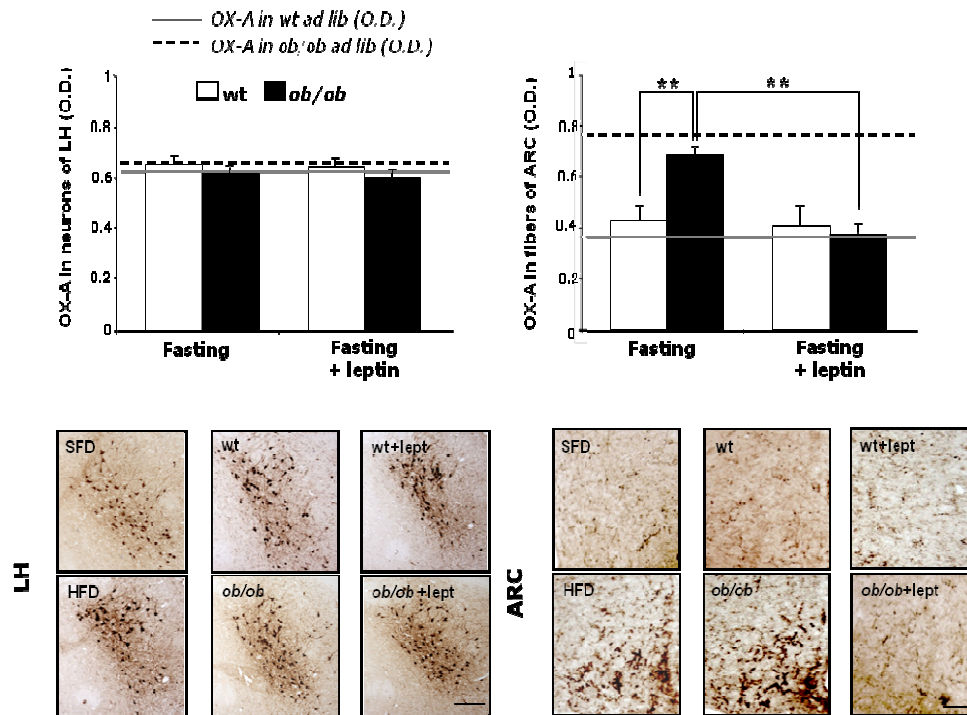 OX-A in wt ad lib (O.D.)
OX-A in ob/ob ad lib (O.D.)
OX-A in neurons of LH (O.D.)
1
0.8
0.6
0.4
0.2
0
wt ob/ob
Fasting
Fasting
+ leptin
OX-A in fibers of ARC (O.D.)
1
0.8
0.6
0.4
0.2
0
** **
Fasting
Fasting
+ leptin
LH
SFD
wt
wt+lept
HFD
ob/ob
ob/ob+lept
ARC
SFD
wt
wt+lept
HFD
ob/ob
ob/ob+lept